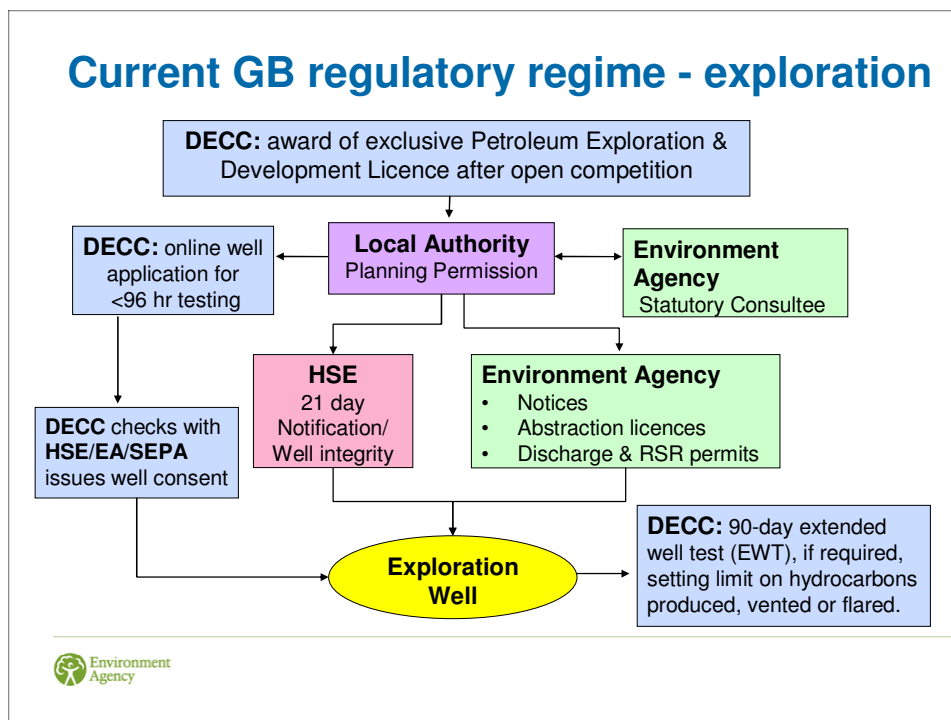 Current GB regulatory regime - exploration
DECC: award of exclusive Petroleum Exploration &
Development Licence after open competition
DECC: online well
application for
<96 hr testing
Local Authority
Planning Permission
Environment
Agency
Statutory Consultee
HSE
21 day
Notification/
Well integrity
Environment Agency
• Notices
• Abstraction licences
• Discharge & RSR permits
DECC checks with
HSE/EA/SEPA
issues well consent
Exploration
Well
DECC: 90-day extended
well test (EWT), if required,
setting limit on hydrocarbons
produced, vented or flared.
Environment
Agency